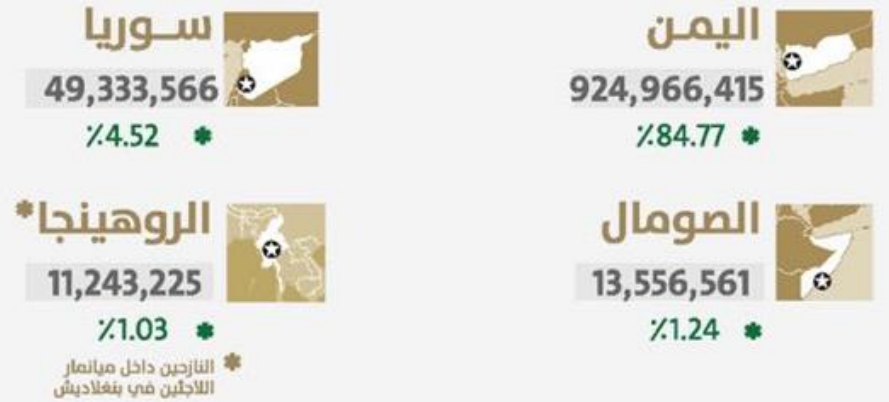 اليمن
924,966,415
٪84.77 *
سـوريا
49,333,566
٪4.52 *
الصومال
13,556,561
٪1.24 *
الروهينجا*
11,243,225
٪1.03 *
* النازحين داخل ميانمار
اللاجئين في بنغلاديش